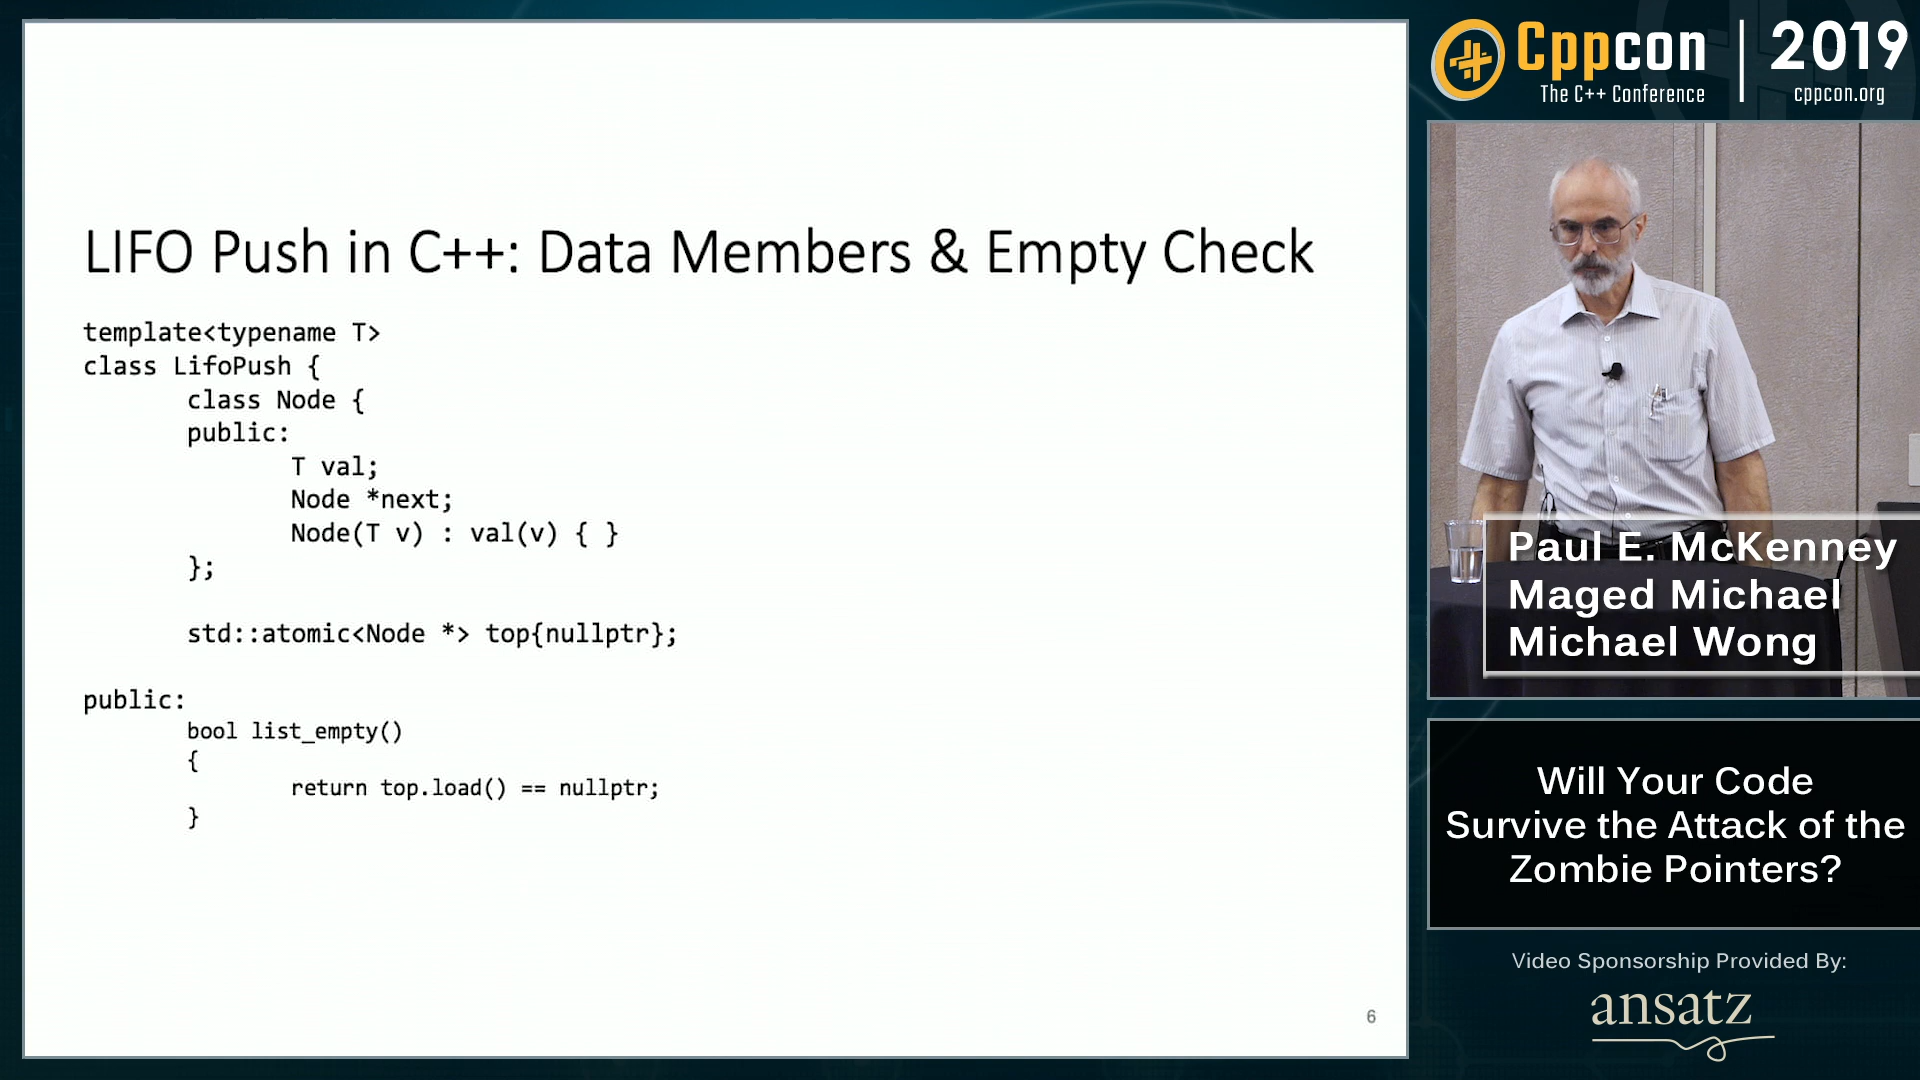 LIFO Push in C++: Data Members & Empty Check
template<typename T>
class LifoPush {
class Node {
public:
T val;
Node *next;
Node(T v) : val(v) { }
};
std::atomic<Node *> top{nullptr};
public:
bool list_empty()
{
return top.load() == nullptr;
}
6
Cppcon
The C++ Conference
2019
cppcon.org
Paul E. McKenney
Maged Michael
Michael Wong
Will Your Code
Survive the Attack of the
Zombie Pointers?
Video Sponsorship Provided By:
ansatz